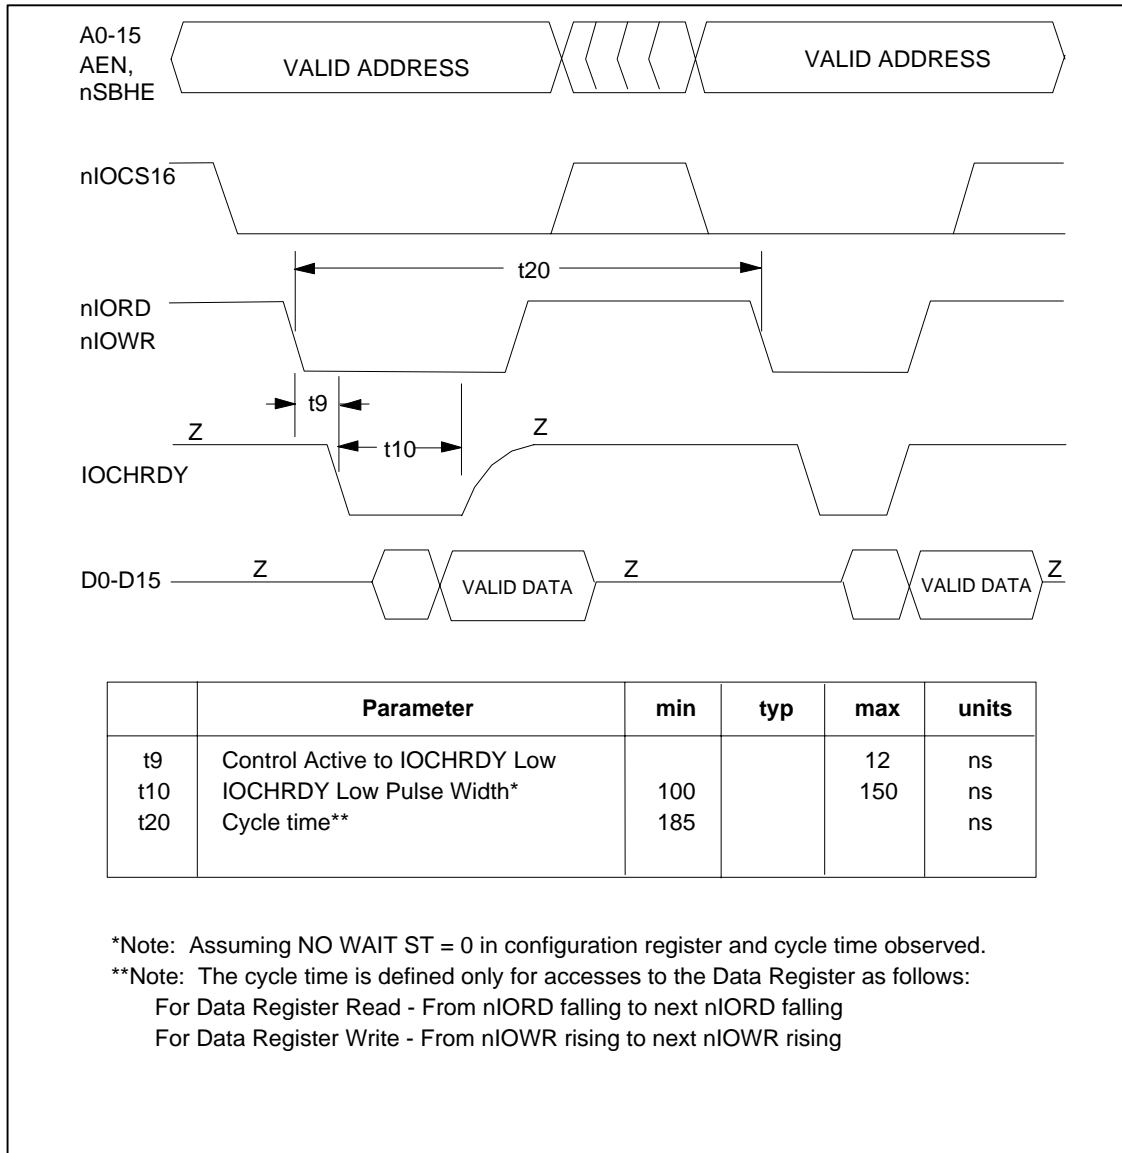 A0-15
AEN,
nSBHE
VALID ADDRESS
VALID ADDRESS
nIOCS16
t20
nIORD
nIOWR
t9
Z
t10
Z
IOCHRDY
D0-D15
Z
VALID DATA
Z
VALID DATA
Z
Parameter min typ max units
t9 Control Active to IOCHRDY Low 12 ns
t10 IOCHRDY Low Pulse Width* 100 150 ns
t20 Cycle time** 185 ns
*Note: Assuming NO WAIT ST = 0 in configuration register and cycle time observed.
**Note: The cycle time is defined only for accesses to the Data Register as follows:
For Data Register Read - From nIORD falling to next nIORD falling
For Data Register Write - From nIOWR rising to next nIOWR rising